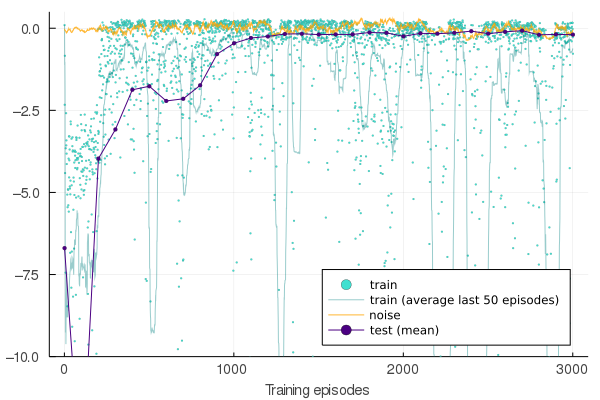 0.0
−2.5
−5.0
−7.5
−10.0
0
1000
2000
3000
Training episodes
train
train (average last 50 episodes)
noise
test (mean)